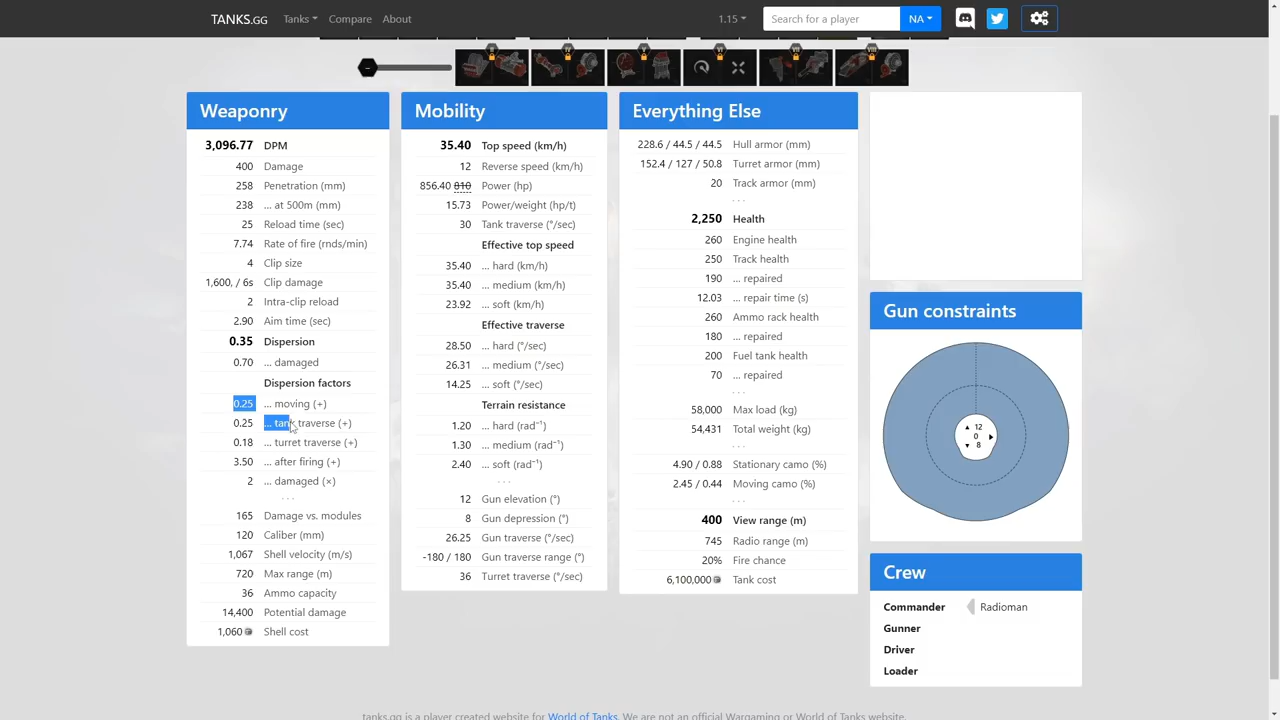 TANKS.GG Tanks Compare About 1.15 Search for a player NA
II IV V VI VII VIII
Weaponry
3,096.77 DPM
400 Damage
258 Penetration (mm)
238 ... at 500m (mm)
25 Reload time (sec)
7.74 Rate of fire (rnds/min)
4 Clip size
1,600, / 6s Clip damage
2 Intra-clip reload
2.90 Aim time (sec)
0.35 Dispersion
0.70 ... damaged
Dispersion factors
0.25 ... moving (+)
0.25 ... tank traverse (+)
0.18 ... turret traverse (+)
3.50 ... after firing (+)
2 ... damaged (×)
· · ·
165 Damage vs. modules
120 Caliber (mm)
1,067 Shell velocity (m/s)
720 Max range (m)
36 Ammo capacity
14,400 Potential damage
1,060 Shell cost
Mobility
35.40 Top speed (km/h)
12 Reverse speed (km/h)
856.40 810 Power (hp)
15.73 Power/weight (hp/t)
30 Tank traverse (°/sec)
Effective top speed
35.40 ... hard (km/h)
35.40 ... medium (km/h)
23.92 ... soft (km/h)
Effective traverse
28.50 ... hard (°/sec)
26.31 ... medium (°/sec)
14.25 ... soft (°/sec)
Terrain resistance
1.20 ... hard (rad⁻¹)
1.30 ... medium (rad⁻¹)
2.40 ... soft (rad⁻¹)
· · ·
12 Gun elevation (°)
8 Gun depression (°)
26.25 Gun traverse (°/sec)
-180 / 180 Gun traverse range (°)
36 Turret traverse (°/sec)
Everything Else
228.6 / 44.5 / 44.5 Hull armor (mm)
152.4 / 127 / 50.8 Turret armor (mm)
20 Track armor (mm)
· · ·
2,250 Health
260 Engine health
250 Track health
190 ... repaired
12.03 ... repair time (s)
260 Ammo rack health
180 ... repaired
200 Fuel tank health
70 ... repaired
· · ·
58,000 Max load (kg)
54,431 Total weight (kg)
· · ·
4.90 / 0.88 Stationary camo (%)
2.45 / 0.44 Moving camo (%)
· · ·
400 View range (m)
745 Radio range (m)
20% Fire chance
6,100,000 Tank cost
Gun constraints
12
0
8
Crew
Commander Radioman
Gunner
Driver
Loader
tanks.gg is a player created website for World of Tanks. We are not an official Wargaming or World of Tanks website.